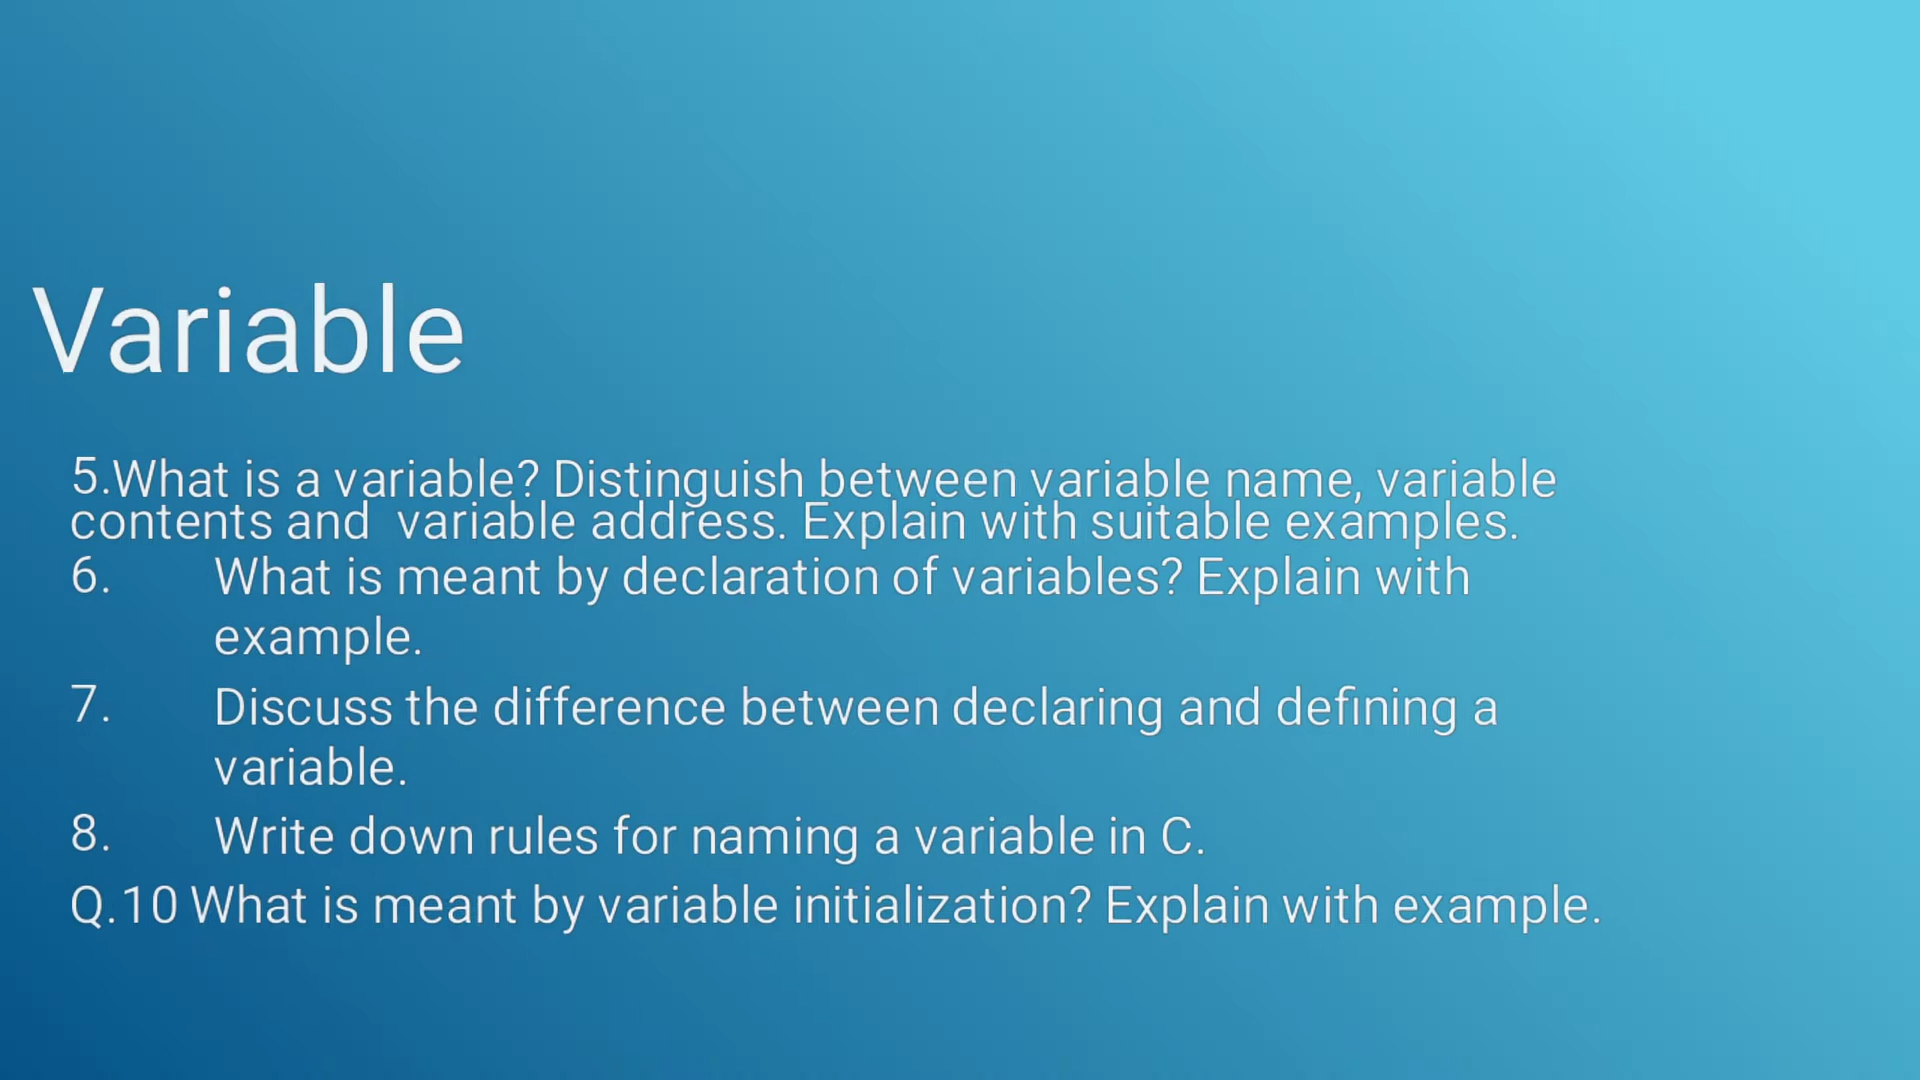 Variable
5.What is a variable? Distinguish between variable name, variable
contents and  variable address. Explain with suitable examples.
6. What is meant by declaration of variables? Explain with
example.
7. Discuss the difference between declaring and defining a
variable.
8. Write down rules for naming a variable in C.
Q.10 What is meant by variable initialization? Explain with example.